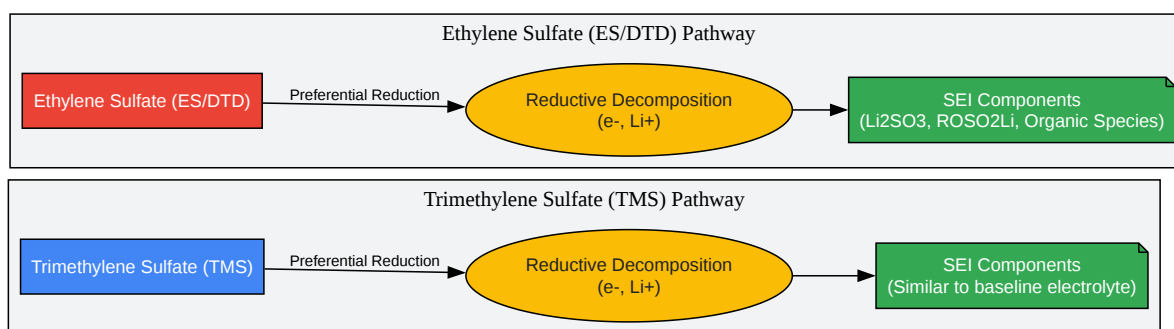 Ethylene Sulfate (ES/DTD) Pathway
Ethylene Sulfate (ES/DTD)
Preferential Reduction
Reductive Decomposition
(e-, Li+)
SEI Components
(Li2SO3, ROSO2Li, Organic Species)
Trimethylene Sulfate (TMS) Pathway
Trimethylene Sulfate (TMS)
Preferential Reduction
Reductive Decomposition
(e-, Li+)
SEI Components
(Similar to baseline electrolyte)